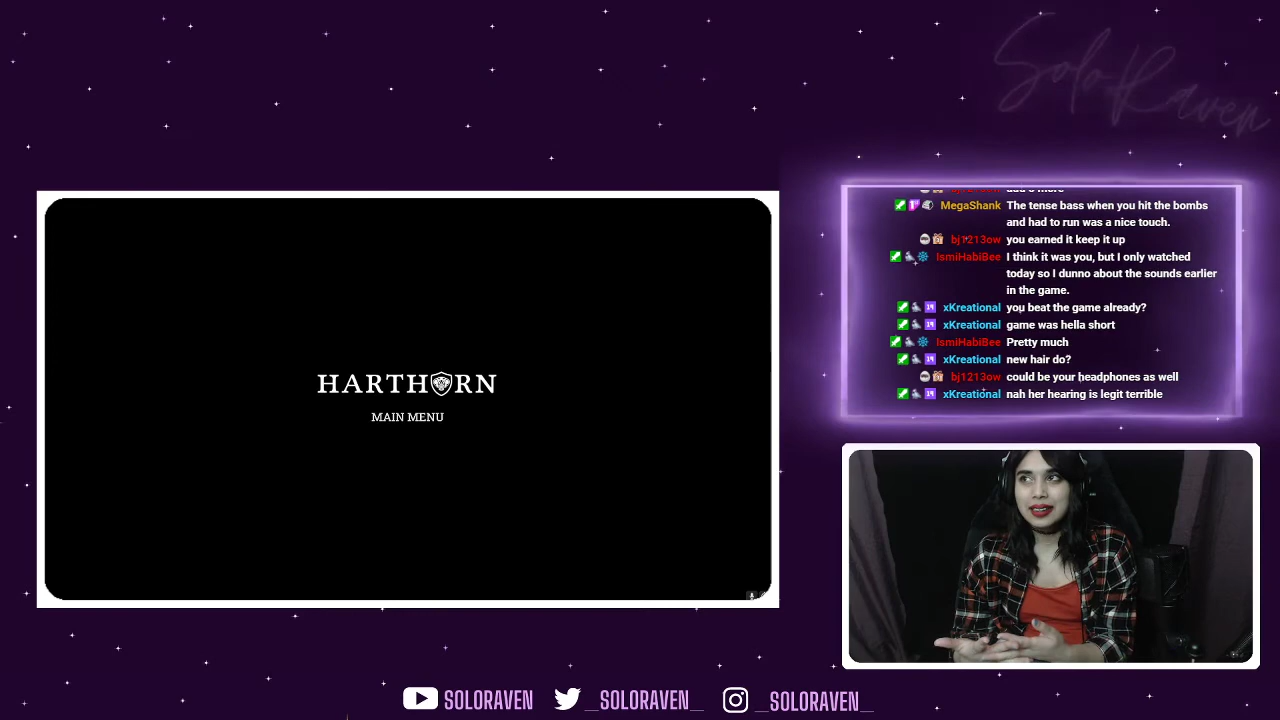 SoloRaven
MegaShank The tense bass when you hit the bombs
and had to run was a nice touch.
bj1213ow you earned it keep it up
IsmiHabiBee I think it was you, but I only watched
today so I dunno about the sounds earlier
in the game.
xKreational you beat the game already?
xKreational game was hella short
IsmiHabiBee Pretty much
xKreational new hair do?
bj1213ow could be your headphones as well
xKreational nah her hearing is legit terrible
HARTHORN
MAIN MENU
SOLORAVEN _SOLORAVEN_ _SOLORAVEN_